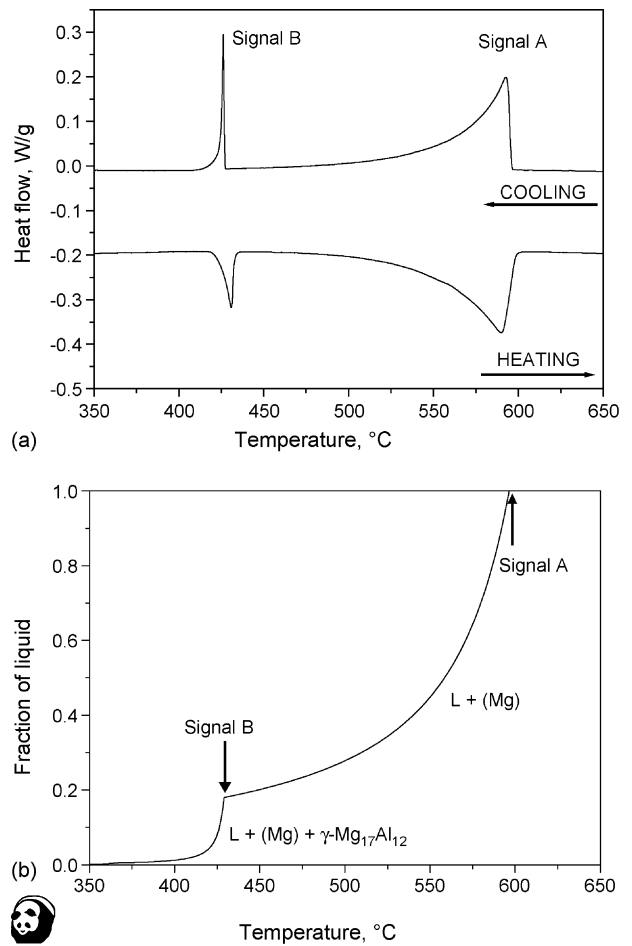 Signal B
Signal A
0.3
0.2
0.1
0.0
-0.1
-0.2
-0.3
-0.4
-0.5
Heat flow, W/g
COOLING
HEATING
350 400 450 500 550 600 650
(a)
Temperature, °C
1.0
0.8
0.6
0.4
0.2
0.0
Fraction of liquid
Signal A
L + (Mg)
Signal B
L + (Mg) + γ-Mg₁₇Al₁₂
(b)
350 400 450 500 550 600 650
Temperature, °C